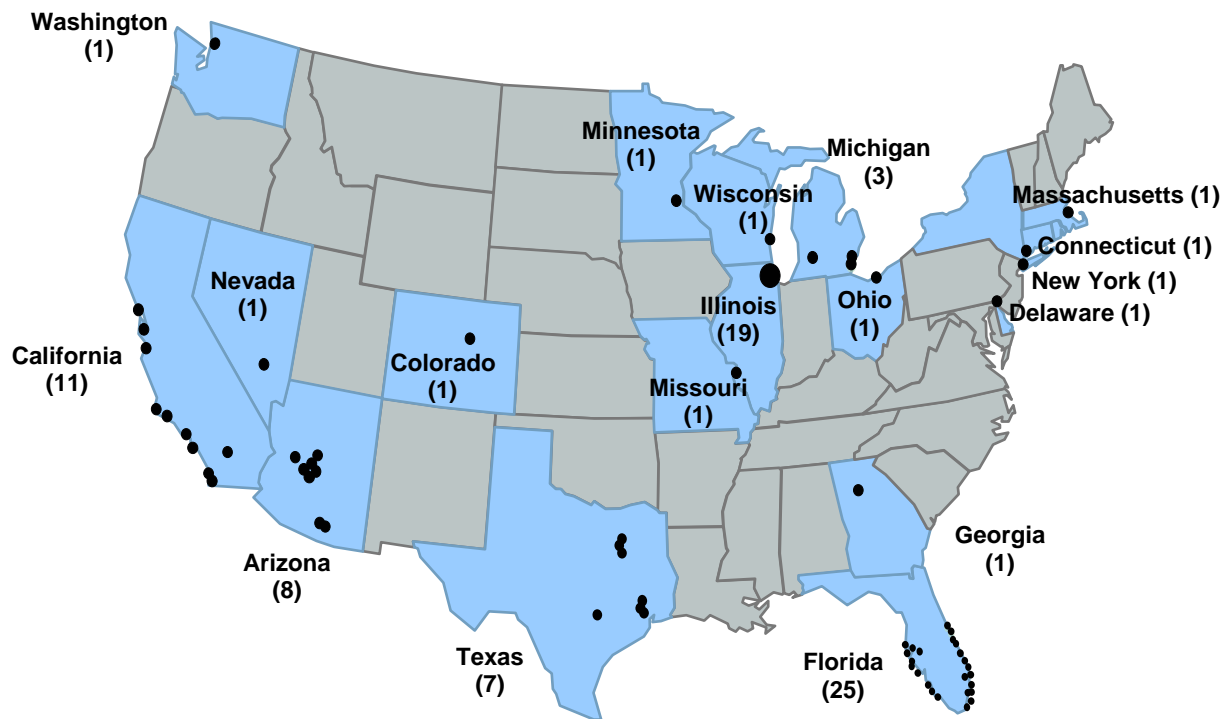 Washington
(1)
Minnesota
(1)
Michigan
(3)
Wisconsin
(1)
Massachusetts (1)
Connecticut (1)
New York (1)
Delaware (1)
Nevada
(1)
Illinois
(19)
Ohio
(1)
California
(11)
Colorado
(1)
Missouri
(1)
Arizona
(8)
Georgia
(1)
Texas
(7)
Florida
(25)